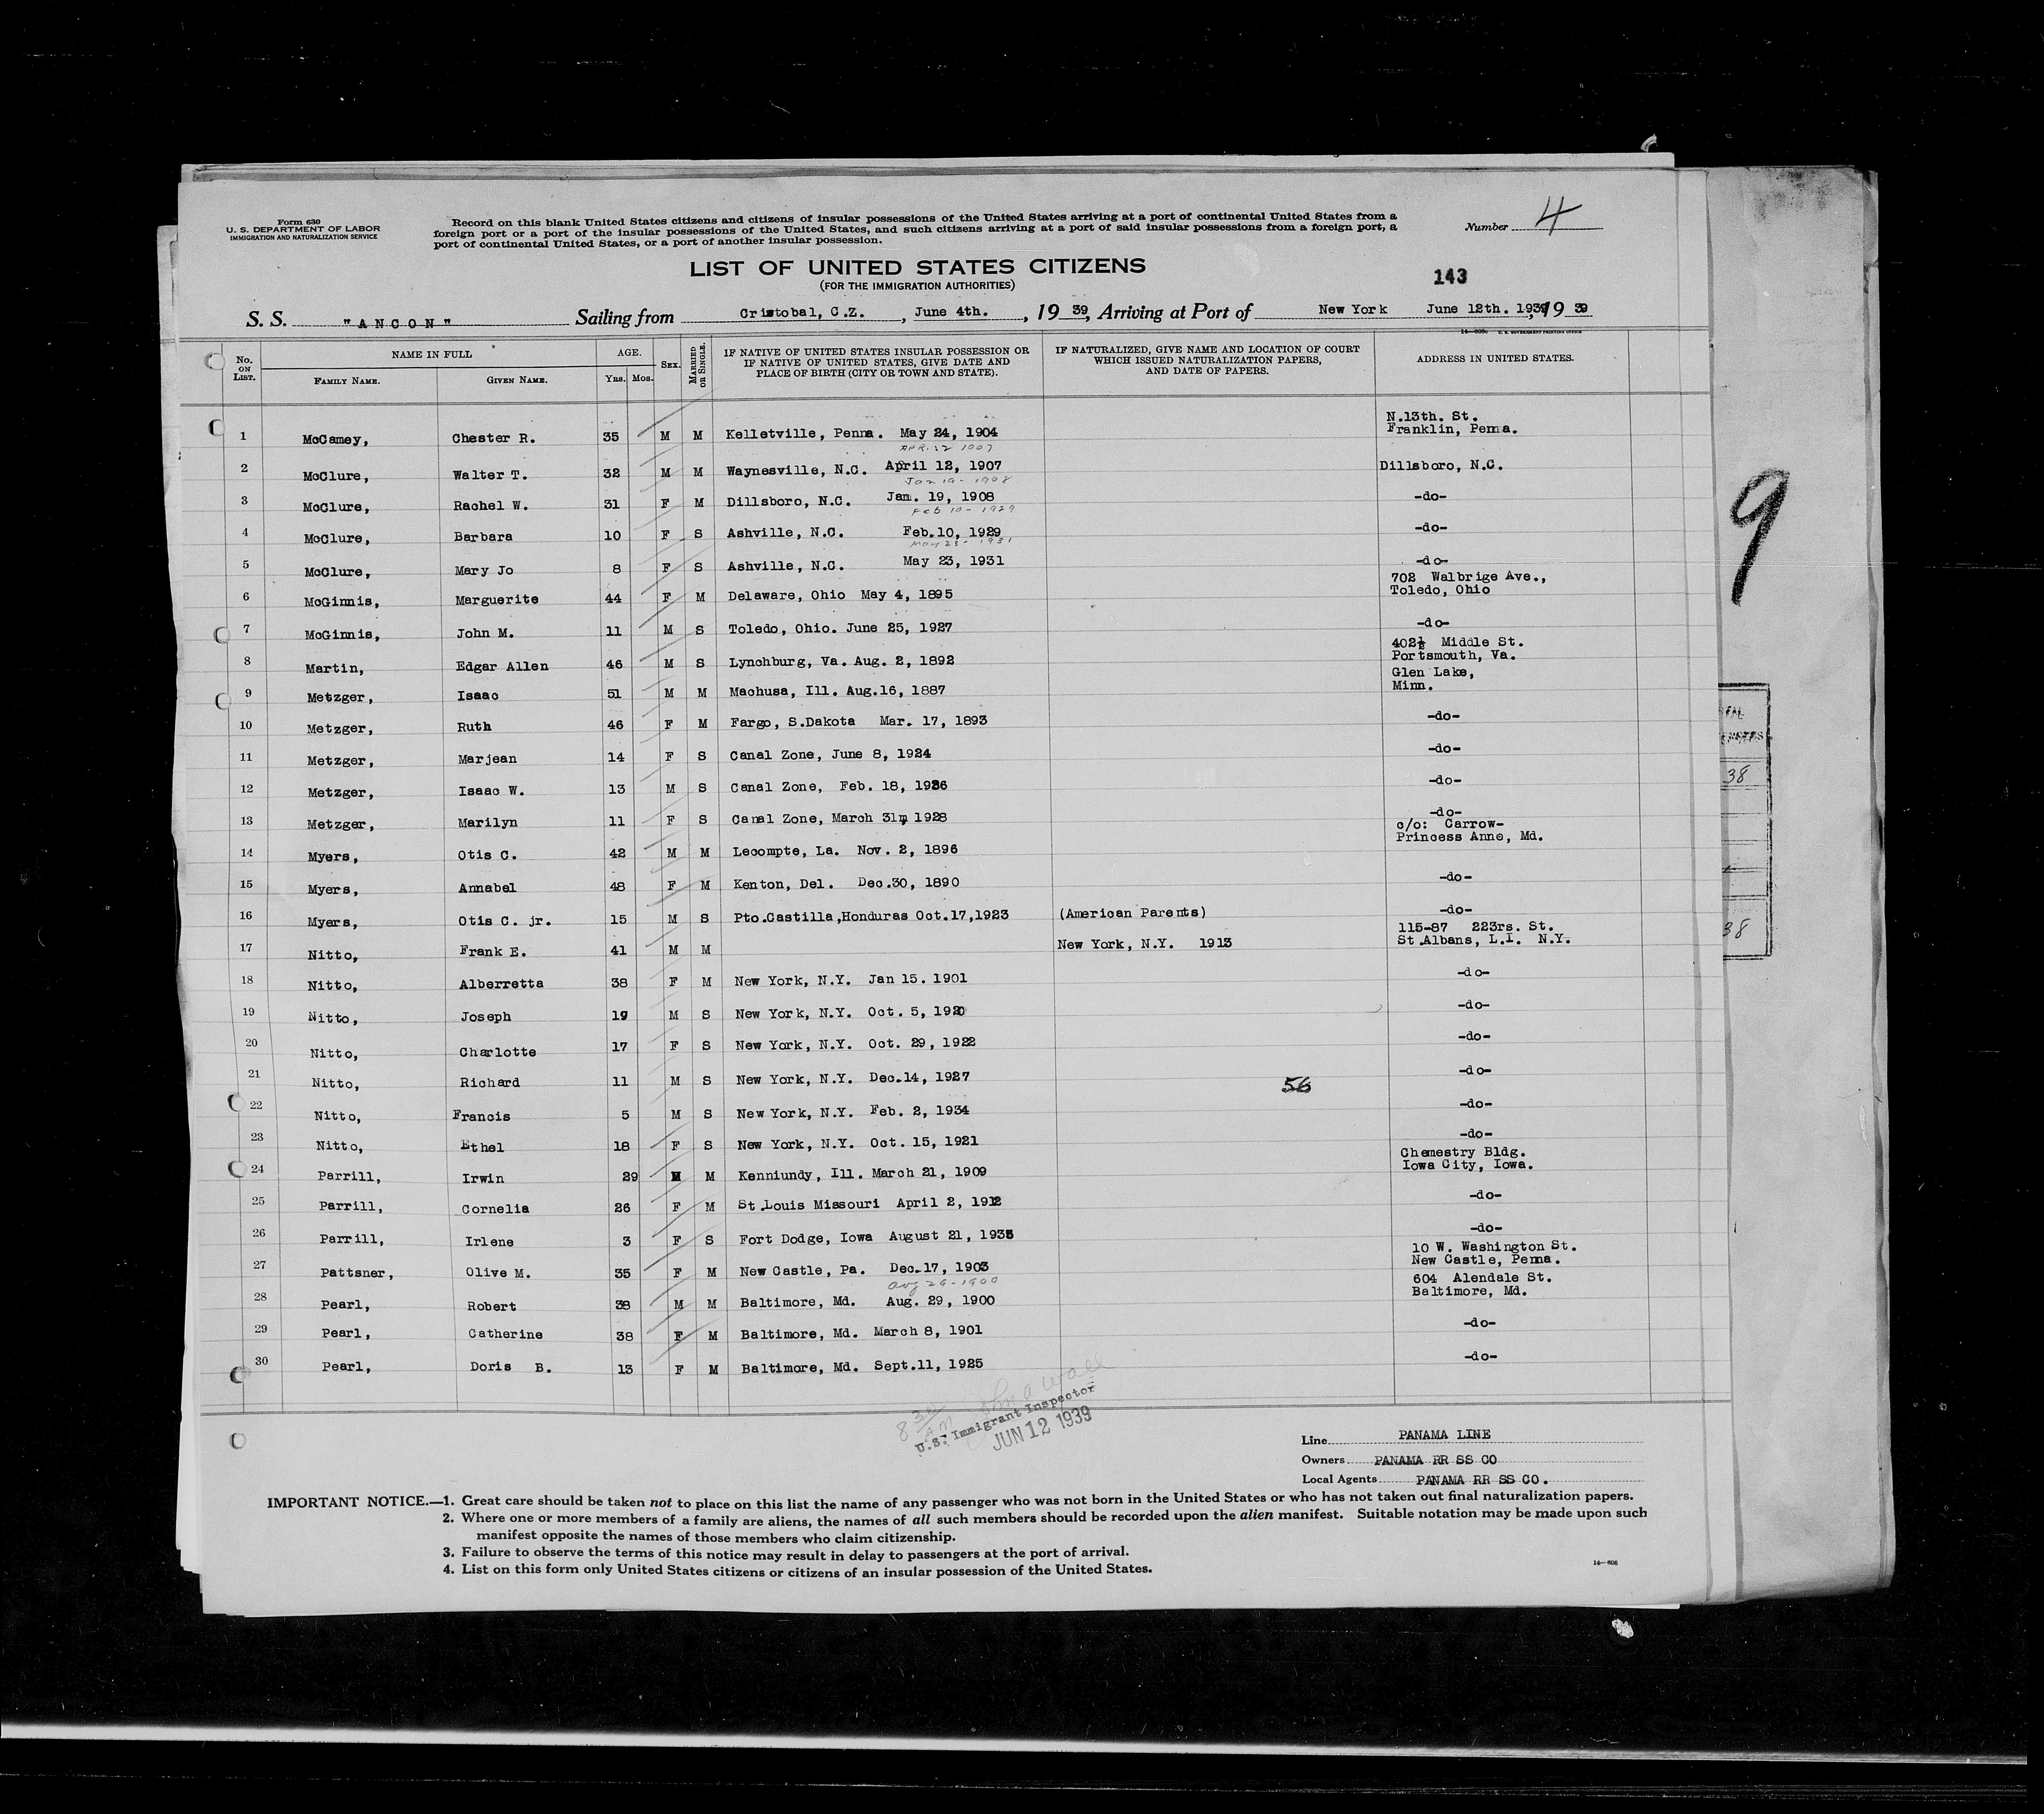 Form 630
U. S. DEPARTMENT OF LABOR
IMMIGRATION AND NATURALIZATION SERVICE
Record on this blank United States citizens and citizens of insular possessions of the United States arriving at a port of continental United States from a
foreign port or a port of the insular possessions of the United States, and such citizens arriving at a port of said insular possessions from a foreign port, a
port of continental United States, or a port of another insular possession.
Number 4
LIST OF UNITED STATES CITIZENS
(FOR THE IMMIGRATION AUTHORITIES)
143
S. S. "ANCON" Sailing from Cristobal, C.Z., June 4th., 19 39, Arriving at Port of New York June 12th. 1939, 19 39
No. ON LIST. NAME IN FULL AGE. SEX. MARRIED OR SINGLE. IF NATIVE OF UNITED STATES INSULAR POSSESSION OR IF NATIVE OF UNITED STATES, GIVE DATE AND PLACE OF BIRTH (CITY OR TOWN AND STATE). IF NATURALIZED, GIVE NAME AND LOCATION OF COURT WHICH ISSUED NATURALIZATION PAPERS, AND DATE OF PAPERS. ADDRESS IN UNITED STATES.
FAMILY NAME. GIVEN NAME. YRS. MOS.
1 McCamey, Chester R. 35 M M Kelletville, Penna. May 24, 1904 N.13th. St. Franklin, Penna.
APR. 12 1907
2 McClure, Walter T. 32 M M Waynesville, N.C. April 12, 1907 Dillsboro, N.C.
Jan 19 - 1908
3 McClure, Rachel W. 31 F M Dillsboro, N.C. Jan. 19, 1908 -do-
Feb 10 - 1929
4 McClure, Barbara 10 F S Ashville, N.C. Feb.10, 1929 -do-
May 23 - 1931
5 McClure, Mary Jo 8 F S Ashville, N.C. May 23, 1931 -do-
6 McGinnis, Marguerite 44 F M Delaware, Ohio May 4, 1895 702 Walbrige Ave., Toledo, Ohio
7 McGinnis, John M. 11 M S Toledo, Ohio. June 25, 1927 -do-
8 Martin, Edgar Allen 46 M S Lynchburg, Va. Aug. 2, 1892 402½ Middle St. Portsmouth, Va.
9 Metzger, Isaac 51 M M Machusa, Ill. Aug.16, 1887 Glen Lake, Minn.
10 Metzger, Ruth 46 F M Fargo, S.Dakota Mar. 17, 1893 -do-
11 Metzger, Marjean 14 F S Canal Zone, June 8, 1924 -do-
12 Metzger, Isaac W. 13 M S Canal Zone, Feb. 18, 1926 -do-
13 Metzger, Marilyn 11 F S Canal Zone, March 31, 1928 -do-
14 Myers, Otis C. 42 M M Lecompte, La. Nov. 2, 1896 c/o: Carrow- Princess Anne, Md.
15 Myers, Annabel 48 F M Kenton, Del. Dec.30, 1890 -do-
16 Myers, Otis C. jr. 15 M S Pto.Castilla,Honduras Oct.17,1923 (American Parents) -do-
17 Nitto, Frank E. 41 M M New York, N.Y. 1913 115-87 223rs. St. St.Albans, L.I. N.Y.
18 Nitto, Alberretta 38 F M New York, N.Y. Jan 15. 1901 -do-
19 Nitto, Joseph 19 M S New York, N.Y. Oct. 5, 1920 -do-
20 Nitto, Charlotte 17 F S New York, N.Y. Oct. 29, 1922 -do-
21 Nitto, Richard 11 M S New York, N.Y. Dec.14, 1927 56 -do-
22 Nitto, Francis 5 M S New York, N.Y. Feb. 2, 1934 -do-
23 Nitto, Ethel 18 F S New York, N.Y. Oct. 15, 1921 -do-
24 Parrill, Irwin 29 M M Kenniundy, Ill. March 21, 1909 Chemestry Bldg. Iowa City, Iowa.
25 Parrill, Cornelia 26 F M St.Louis Missouri April 2, 1912 -do-
26 Parrill, Irlene 3 F S Fort Dodge, Iowa August 21, 1935 -do-
27 Pattsner, Olive M. 35 F M New Castle, Pa. Dec.17, 1903 10 W. Washington St. New Castle, Penna.
Aug 29 - 1900
28 Pearl, Robert 38 M M Baltimore, Md. Aug. 29, 1900 604 Alendale St. Baltimore, Md.
29 Pearl, Catherine 38 F M Baltimore, Md. March 8, 1901 -do-
30 Pearl, Doris B. 13 F M Baltimore, Md. Sept.11, 1925 -do-
8 30 AM
U.S. Immigrant Inspector
JUN 12 1939
Line PANAMA LINE
Owners PANAMA RR SS CO
Local Agents PANAMA RR SS CO.
IMPORTANT NOTICE.—1. Great care should be taken not to place on this list the name of any passenger who was not born in the United States or who has not taken out final naturalization papers.
2. Where one or more members of a family are aliens, the names of all such members should be recorded upon the alien manifest. Suitable notation may be made upon such
manifest opposite the names of those members who claim citizenship.
3. Failure to observe the terms of this notice may result in delay to passengers at the port of arrival.
4. List on this form only United States citizens or citizens of an insular possession of the United States.
9
38
38